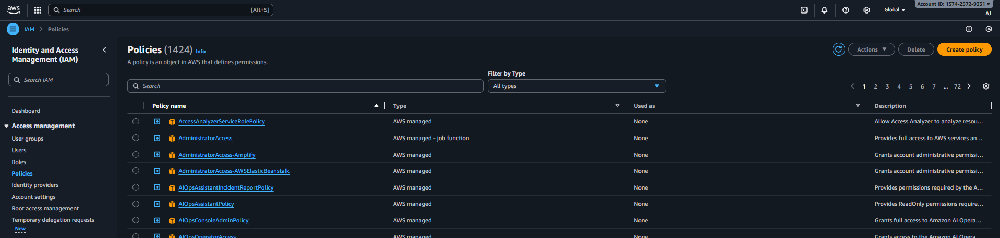 aws
Search [Alt+S]
Global
Account ID: 1574-2572-9331
AJ
IAM > Policies
Identity and Access Management (IAM)
Search IAM
Dashboard
Access management
User groups
Users
Roles
Policies
Identity providers
Account settings
Root access management
Temporary delegation requests
New
Policies (1424) Info
A policy is an object in AWS that defines permissions.
Actions
Delete
Create policy
Filter by Type
Search
All types
1 2 3 4 5 6 7 ... 72
Policy name Type Used as Description
AccessAnalyzerServiceRolePolicy AWS managed None Allow Access Analyzer to analyze resou...
AdministratorAccess AWS managed - job function None Provides full access to AWS services an...
AdministratorAccess-Amplify AWS managed None Grants account administrative permissi...
AdministratorAccess-AWSElasticBeanstalk AWS managed None Grants account administrative permissi...
AIOpsAssistantIncidentReportPolicy AWS managed None Provides permissions required by the A...
AIOpsAssistantPolicy AWS managed None Provides ReadOnly permissions require...
AIOpsConsoleAdminPolicy AWS managed None Grants full access to Amazon AI Opera...
AIOpsOperatorAccess AWS managed None Grants access to the Amazon AI Opera...